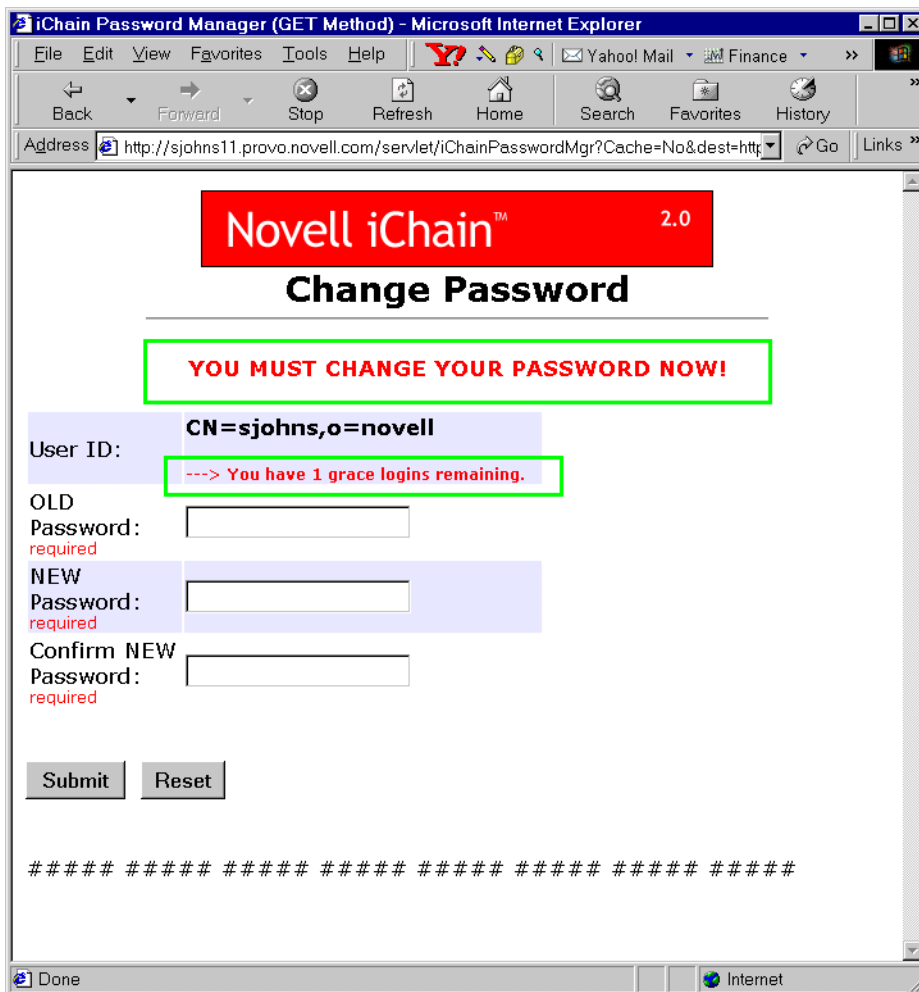 iChain Password Manager (GET Method) - Microsoft Internet Explorer
File Edit View Favorites Tools Help Y? Yahoo! Mail Finance »
Back Forward Stop Refresh Home Search Favorites History »
Address http://sjohns11.provo.novell.com/servlet/iChainPasswordMgr?Cache=No&dest=http Go Links »
Novell iChain™ 2.0
Change Password
YOU MUST CHANGE YOUR PASSWORD NOW!
CN=sjohns,o=novell
User ID:
---> You have 1 grace logins remaining.
OLD
Password:
required
NEW
Password:
required
Confirm NEW
Password:
required
Submit Reset
##### ##### ##### ##### ##### ##### ##### #####
Done Internet